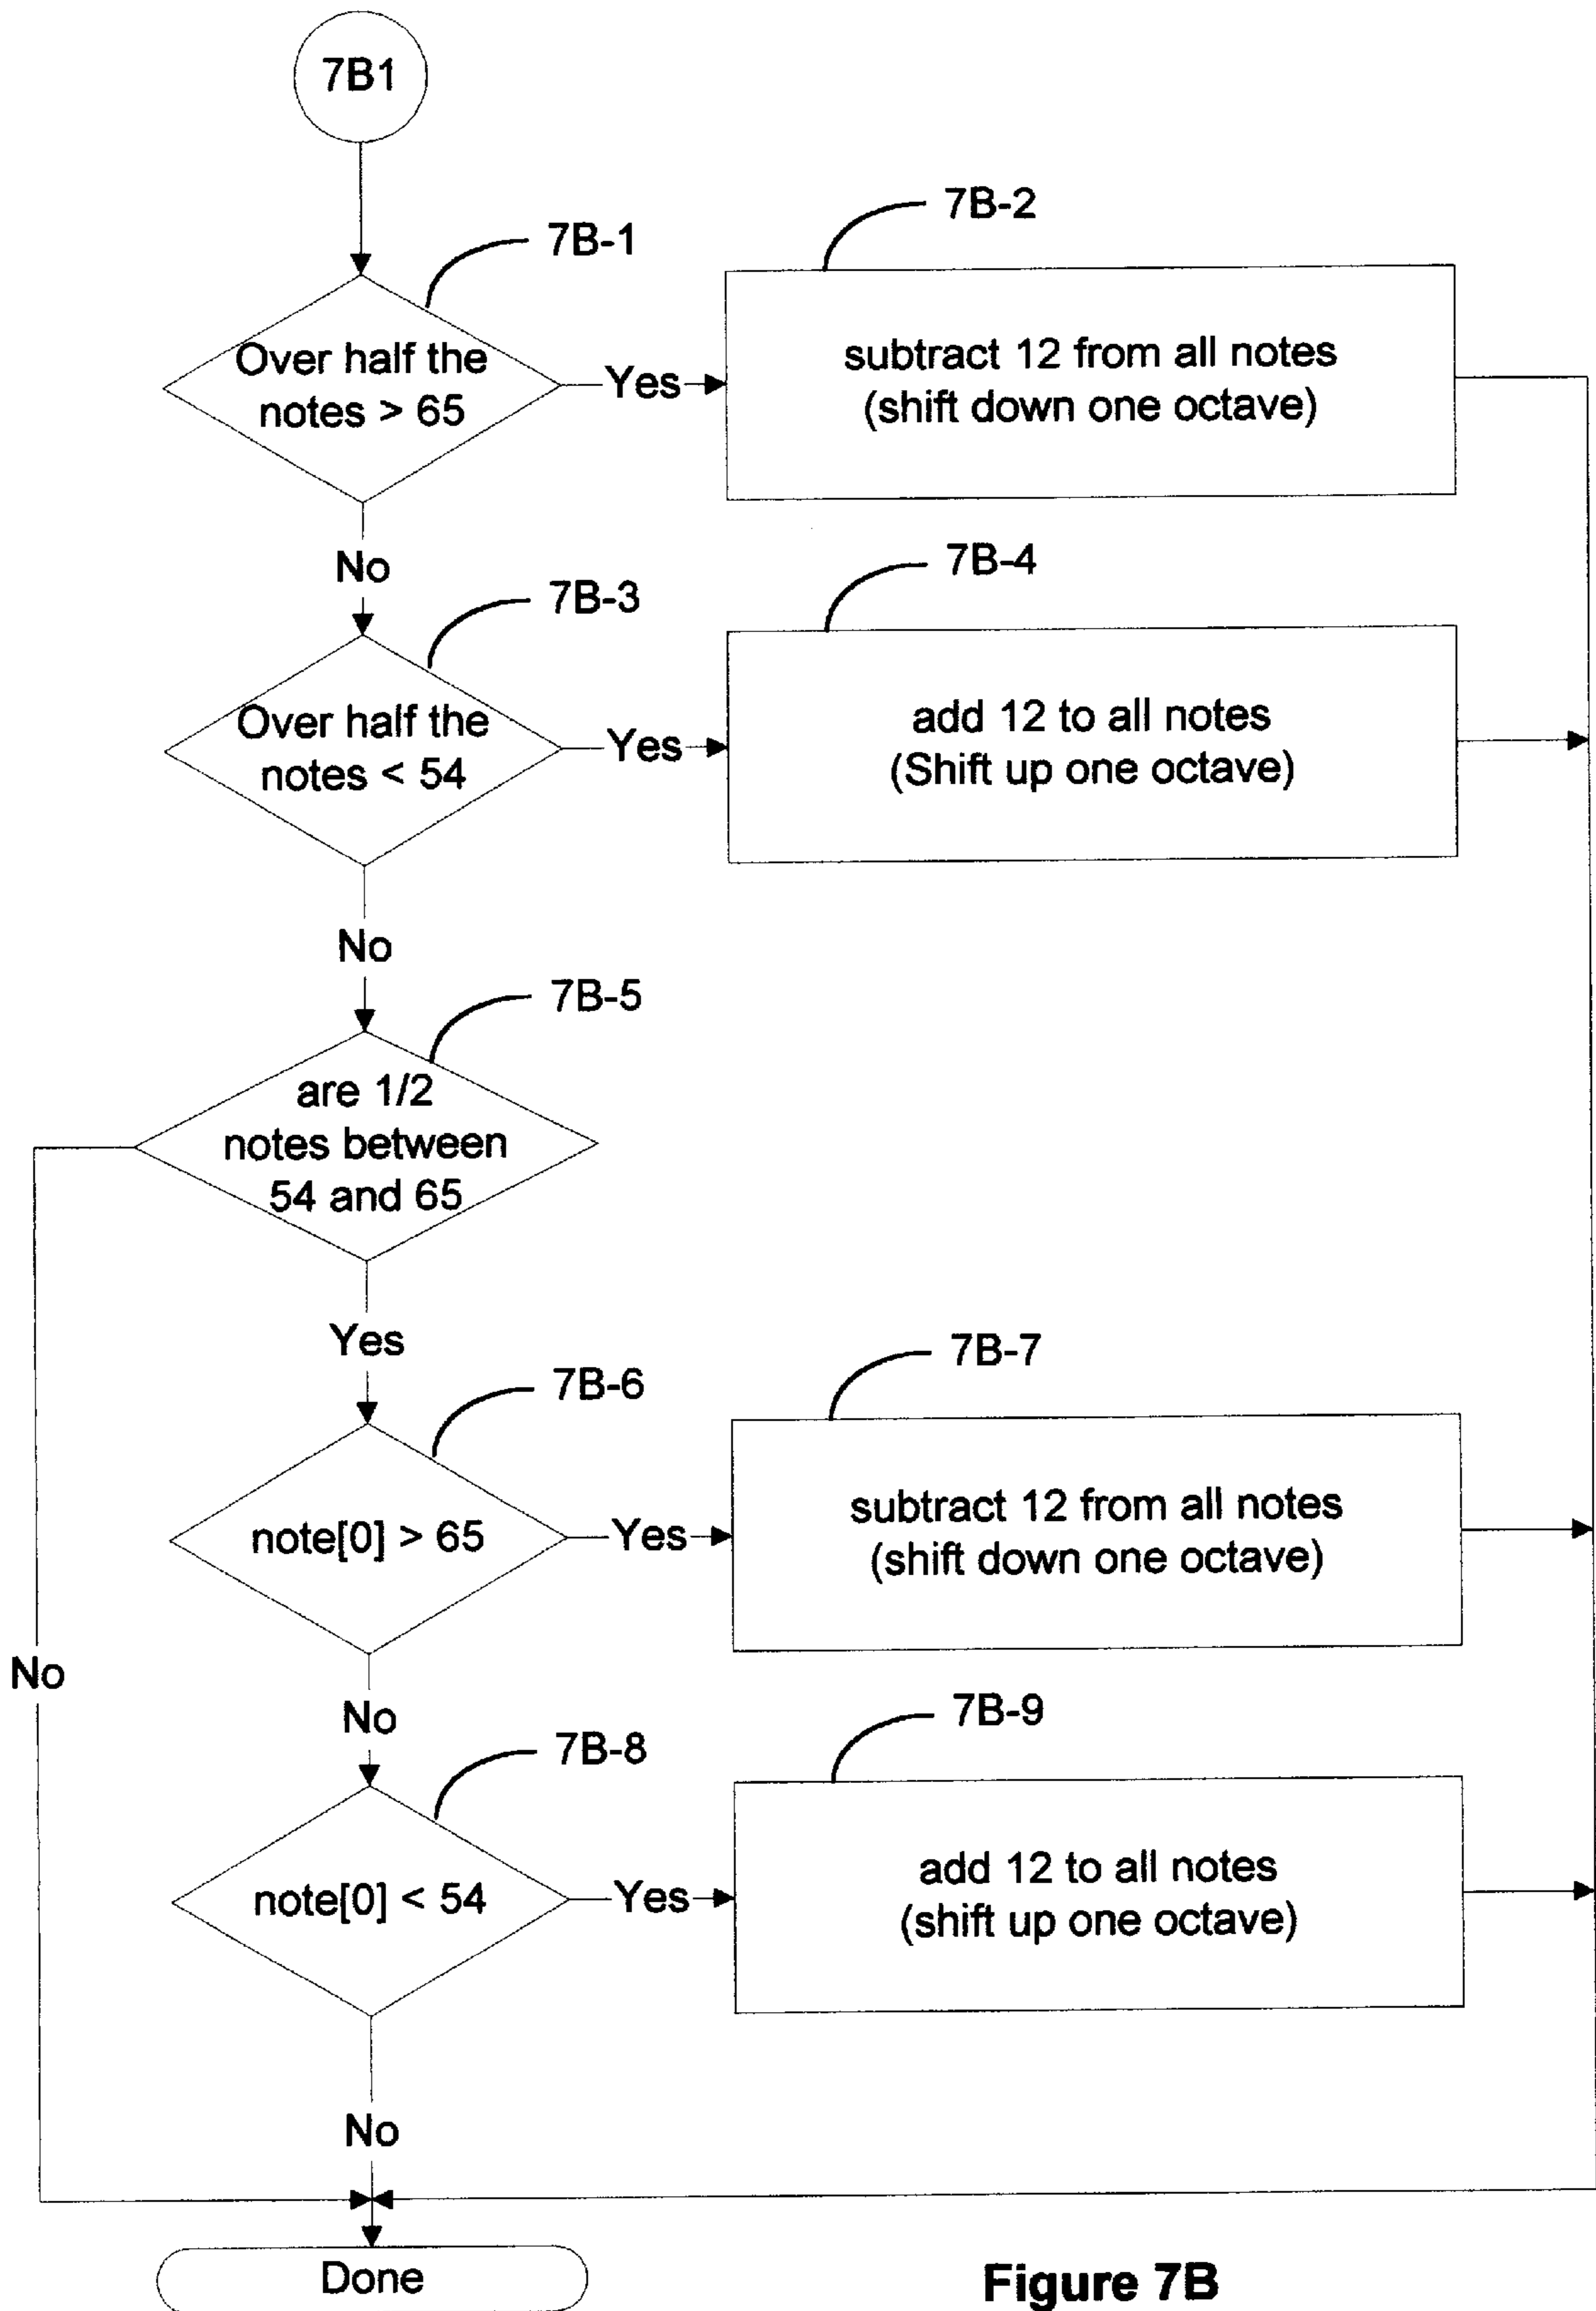 7B1
7B-1
7B-2
Over half the
notes > 65
Yes
subtract 12 from all notes
(shift down one octave)
No
7B-3
7B-4
Over half the
notes < 54
Yes
add 12 to all notes
(Shift up one octave)
No
7B-5
are 1/2
notes between
54 and 65
Yes
7B-6
7B-7
note[0] > 65
Yes
subtract 12 from all notes
(shift down one octave)
No
No
7B-8
7B-9
note[0] < 54
Yes
add 12 to all notes
(shift up one octave)
No
Done
Figure 7B